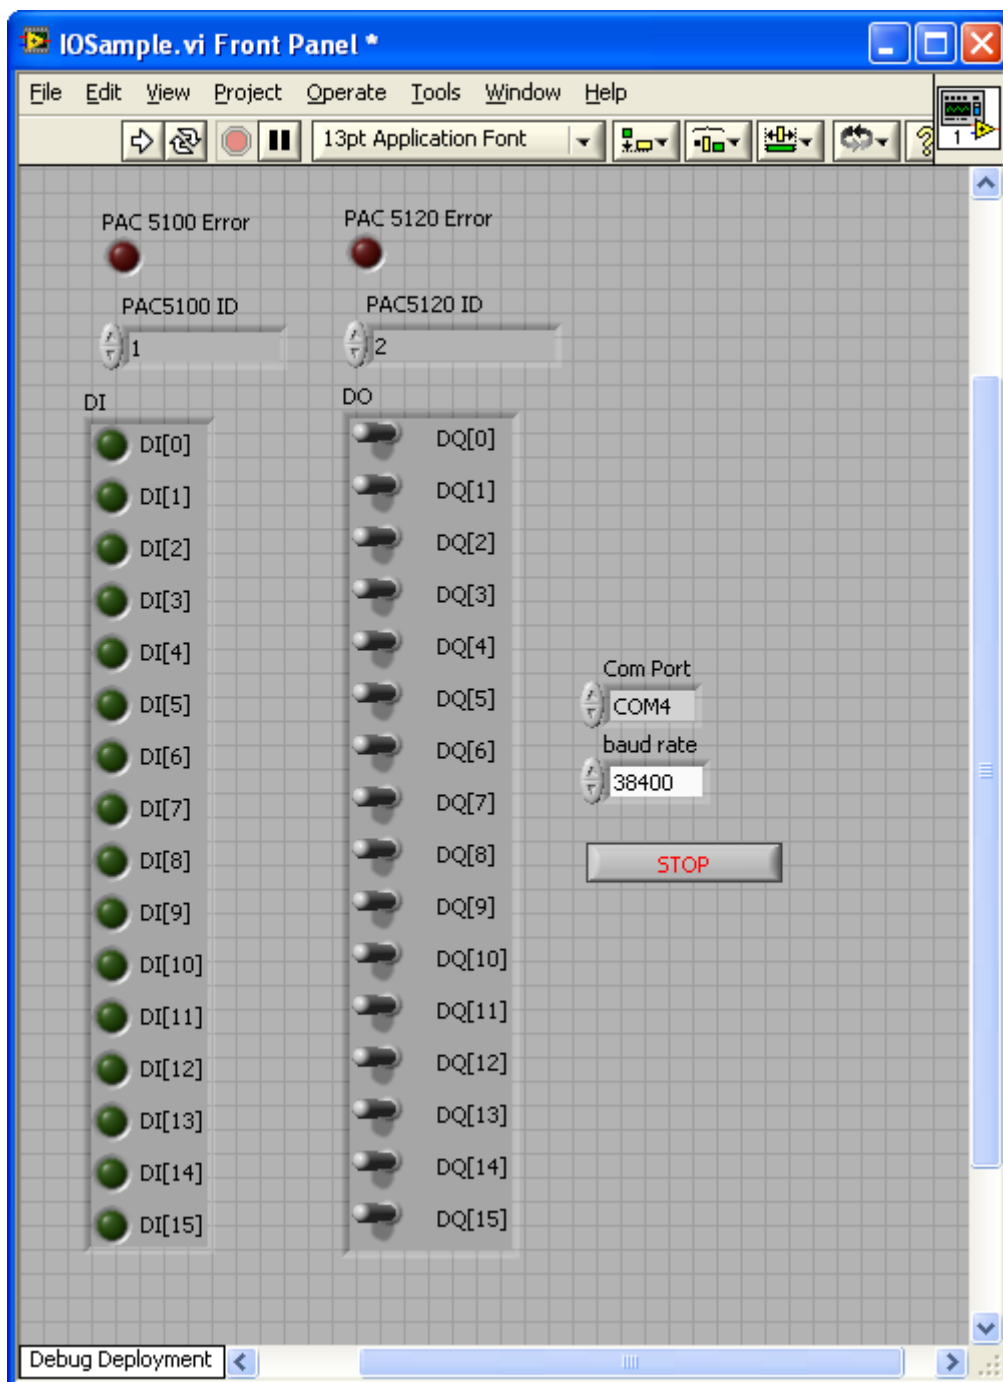 IOSample.vi Front Panel *
File Edit View Project Operate Tools Window Help
13pt Application Font
?
1
PAC 5100 Error
PAC 5120 Error
PAC5100 ID
PAC5120 ID
1
2
DI
DO
DI[0]
DQ[0]
DI[1]
DQ[1]
DI[2]
DQ[2]
DI[3]
DQ[3]
DI[4]
DQ[4]
DI[5]
DQ[5]
DI[6]
DQ[6]
DI[7]
DQ[7]
DI[8]
DQ[8]
DI[9]
DQ[9]
DI[10]
DQ[10]
DI[11]
DQ[11]
DI[12]
DQ[12]
DI[13]
DQ[13]
DI[14]
DQ[14]
DI[15]
DQ[15]
Com Port
COM4
baud rate
38400
STOP
Debug Deployment